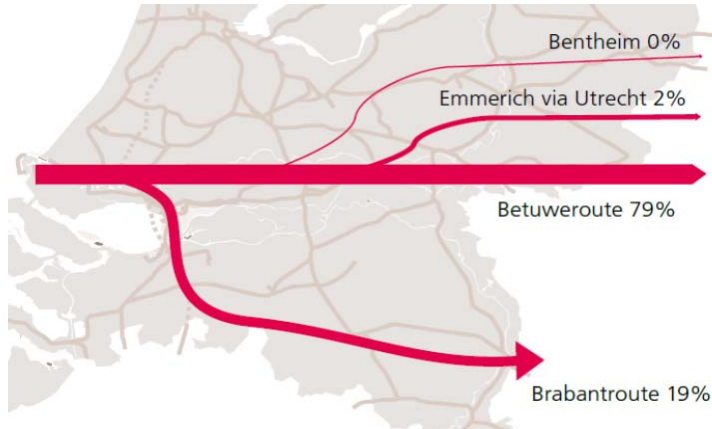 Bentheim 0%
Emmerich via Utrecht 2%
Betuweroute 79%
Brabantroute 19%